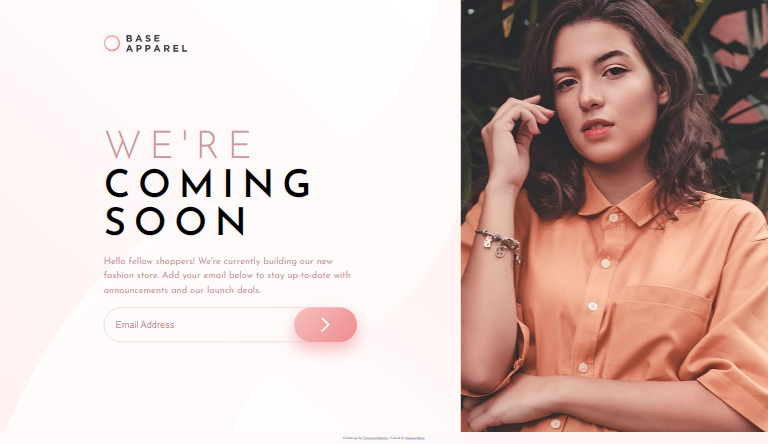 BASE
APPAREL
WE'RE
COMING
SOON
Hello fellow shoppers! We're currently building our new
fashion store. Add your email below to stay up-to-date with
announcements and our launch deals.
Email Address
Challenge by Frontend Mentor. Coded by